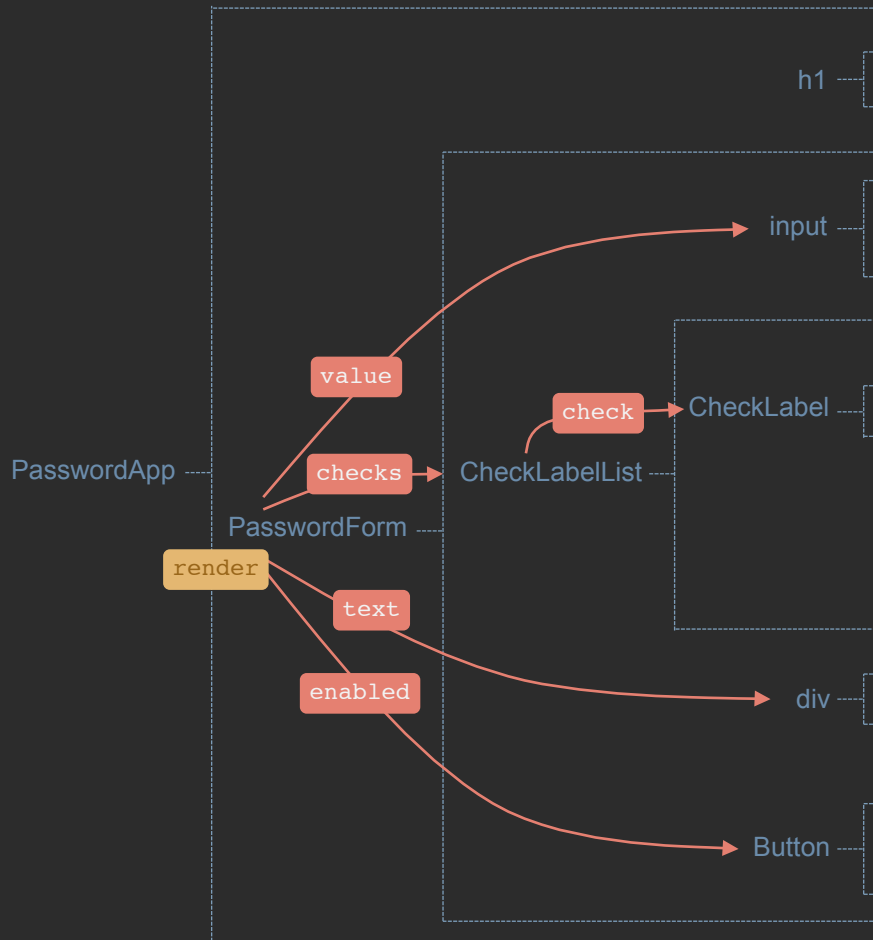 h1
input
value
check
CheckLabel
PasswordApp
checks
CheckLabelList
PasswordForm
render
text
enabled
div
Button